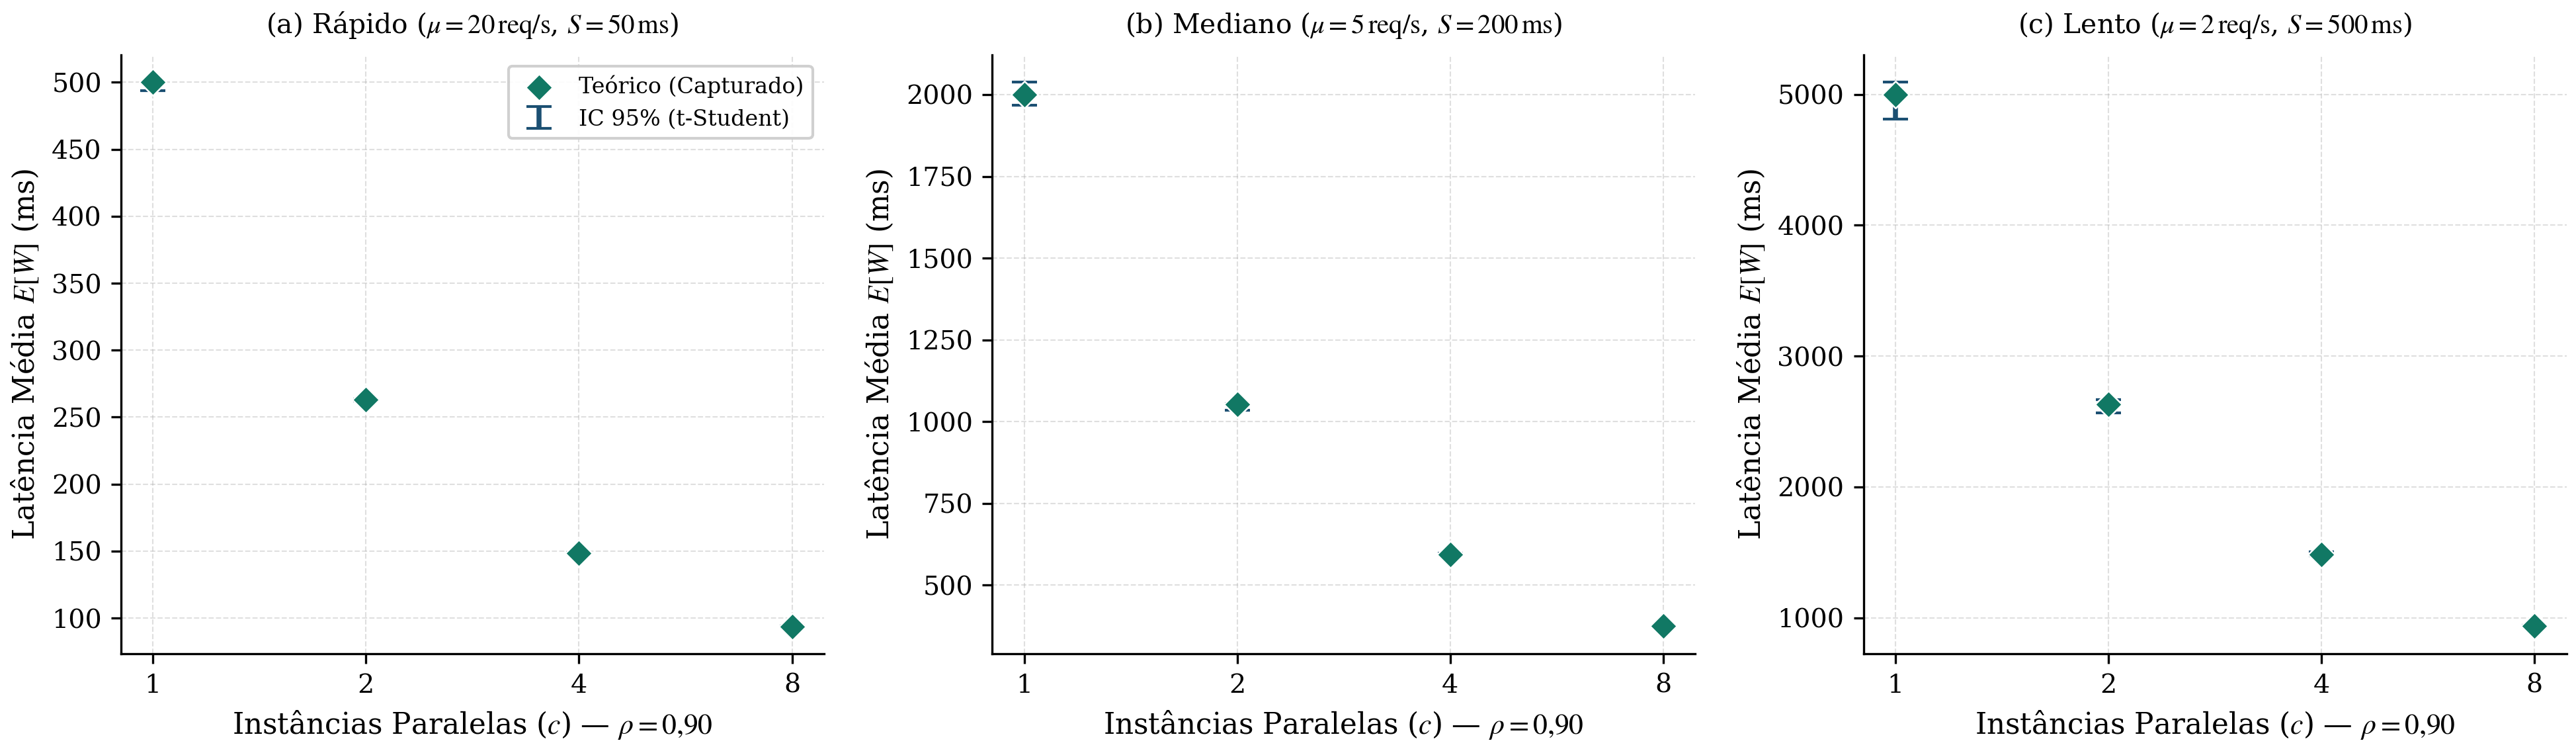 (a) Rápido (μ = 20 req/s, S = 50 ms)
Latência Média E[W] (ms)
500
450
400
350
300
250
200
150
100
Teórico (Capturado)
IC 95% (t-Student)
1 2 4 8
Instâncias Paralelas (c) — ρ = 0,90
(b) Mediano (μ = 5 req/s, S = 200 ms)
Latência Média E[W] (ms)
2000
1750
1500
1250
1000
750
500
1 2 4 8
Instâncias Paralelas (c) — ρ = 0,90
(c) Lento (μ = 2 req/s, S = 500 ms)
Latência Média E[W] (ms)
5000
4000
3000
2000
1000
1 2 4 8
Instâncias Paralelas (c) — ρ = 0,90